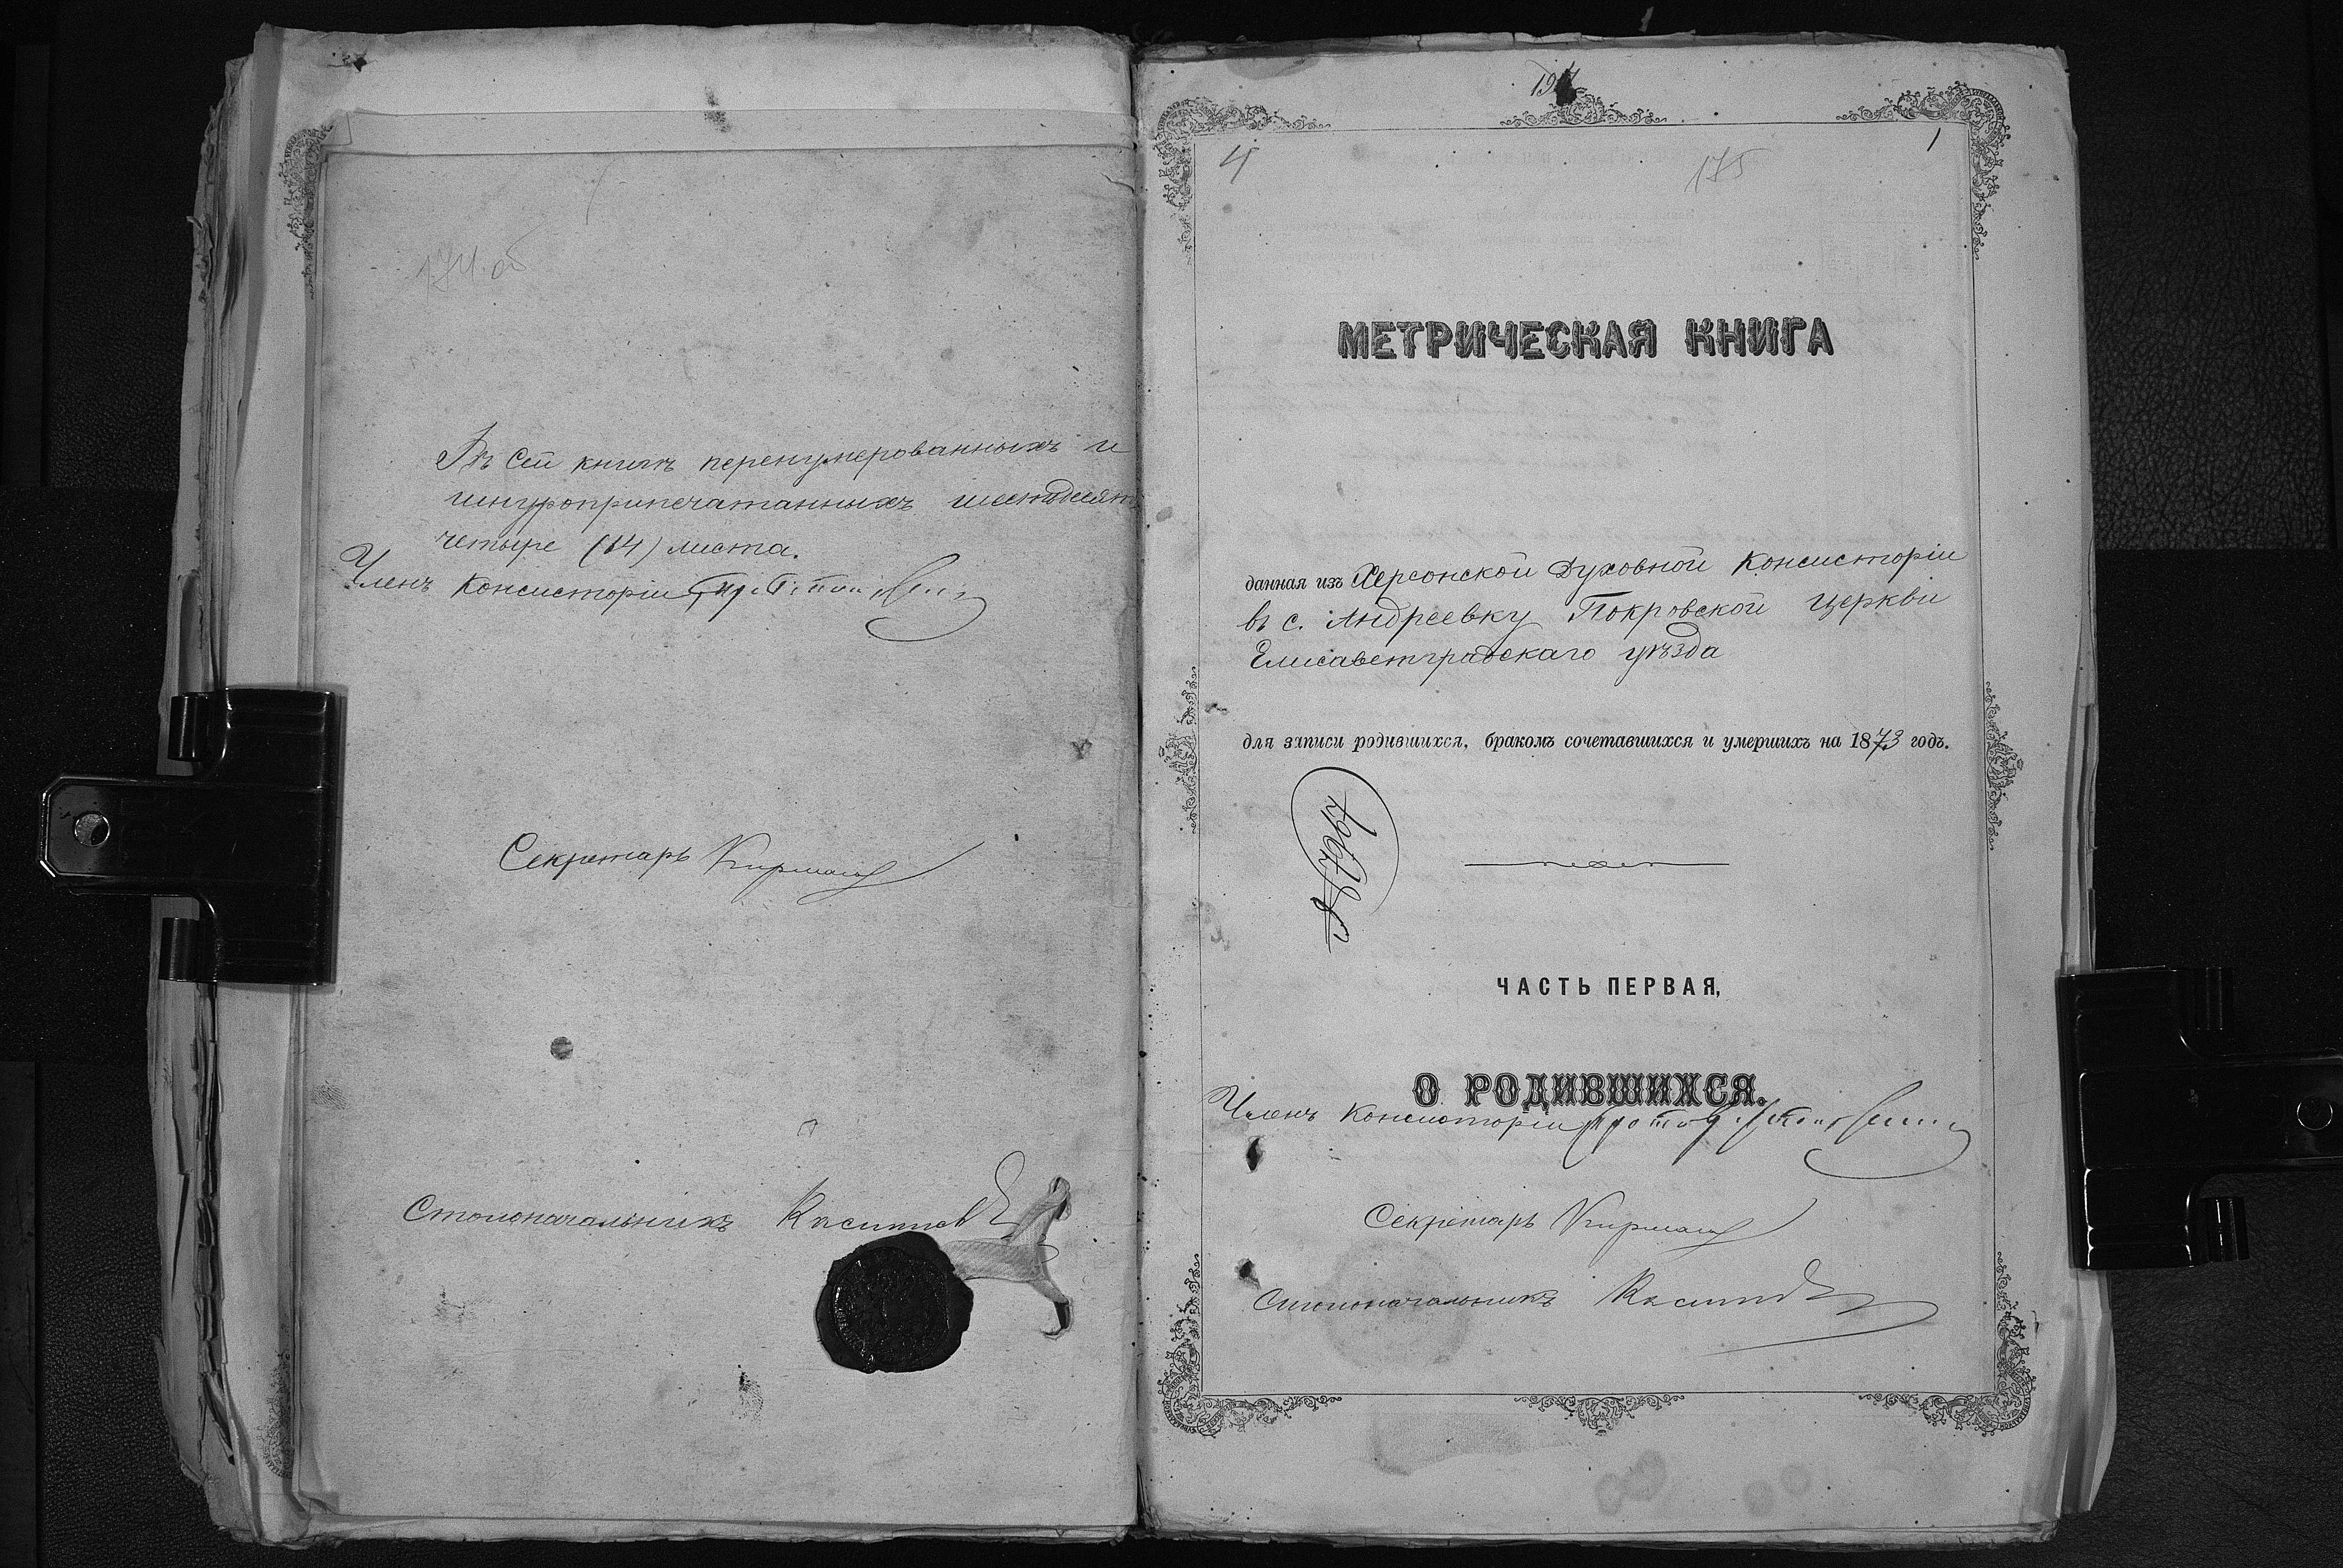 174 об
Въ сей книгѣ перенумерованныхъ и
шнуроприпечатанныхъ шестьдесятъ
четыре (64) листа.
Членъ Консисторіи
Секретарь
Столоначальникъ
4
175
1
МЕТРИЧЕСКАЯ КНИГА
данная изъ Херсонской Духовной Консисторіи
въ с. Андреевку Покровской церкви
Елисаветградскаго уѣзда
для записи родившихся, бракомъ сочетавшихся и умершихъ на 1873 годъ.
ЧАСТЬ ПЕРВАЯ,
О РОДИВШИХСЯ.
Членъ Консисторіи
Секретарь
Столоначальникъ